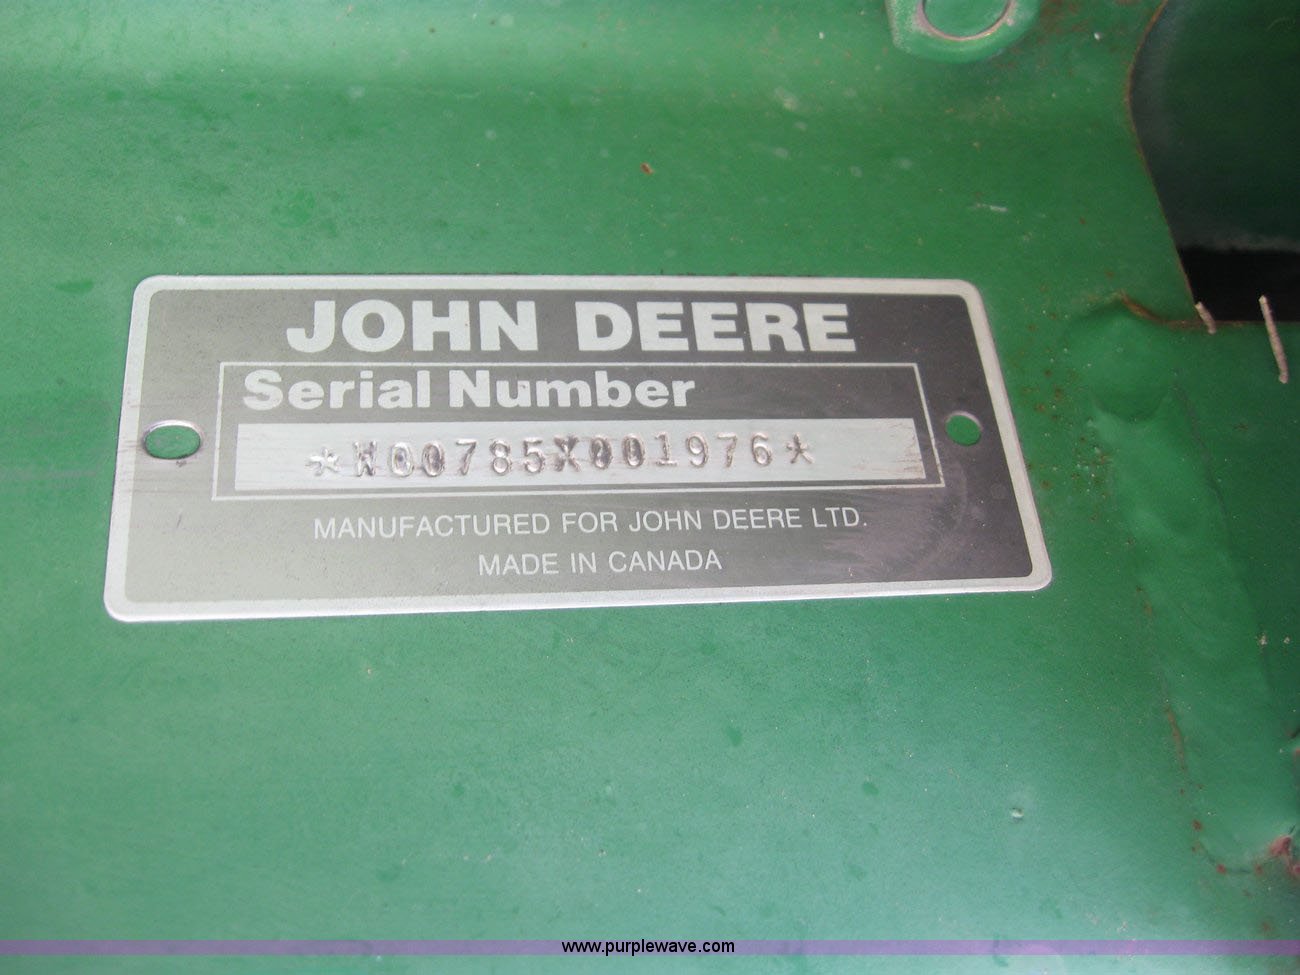 JOHN DEERE
Serial Number
*W00785X001976*
MANUFACTURED FOR JOHN DEERE LTD.
MADE IN CANADA
www.purplewave.com